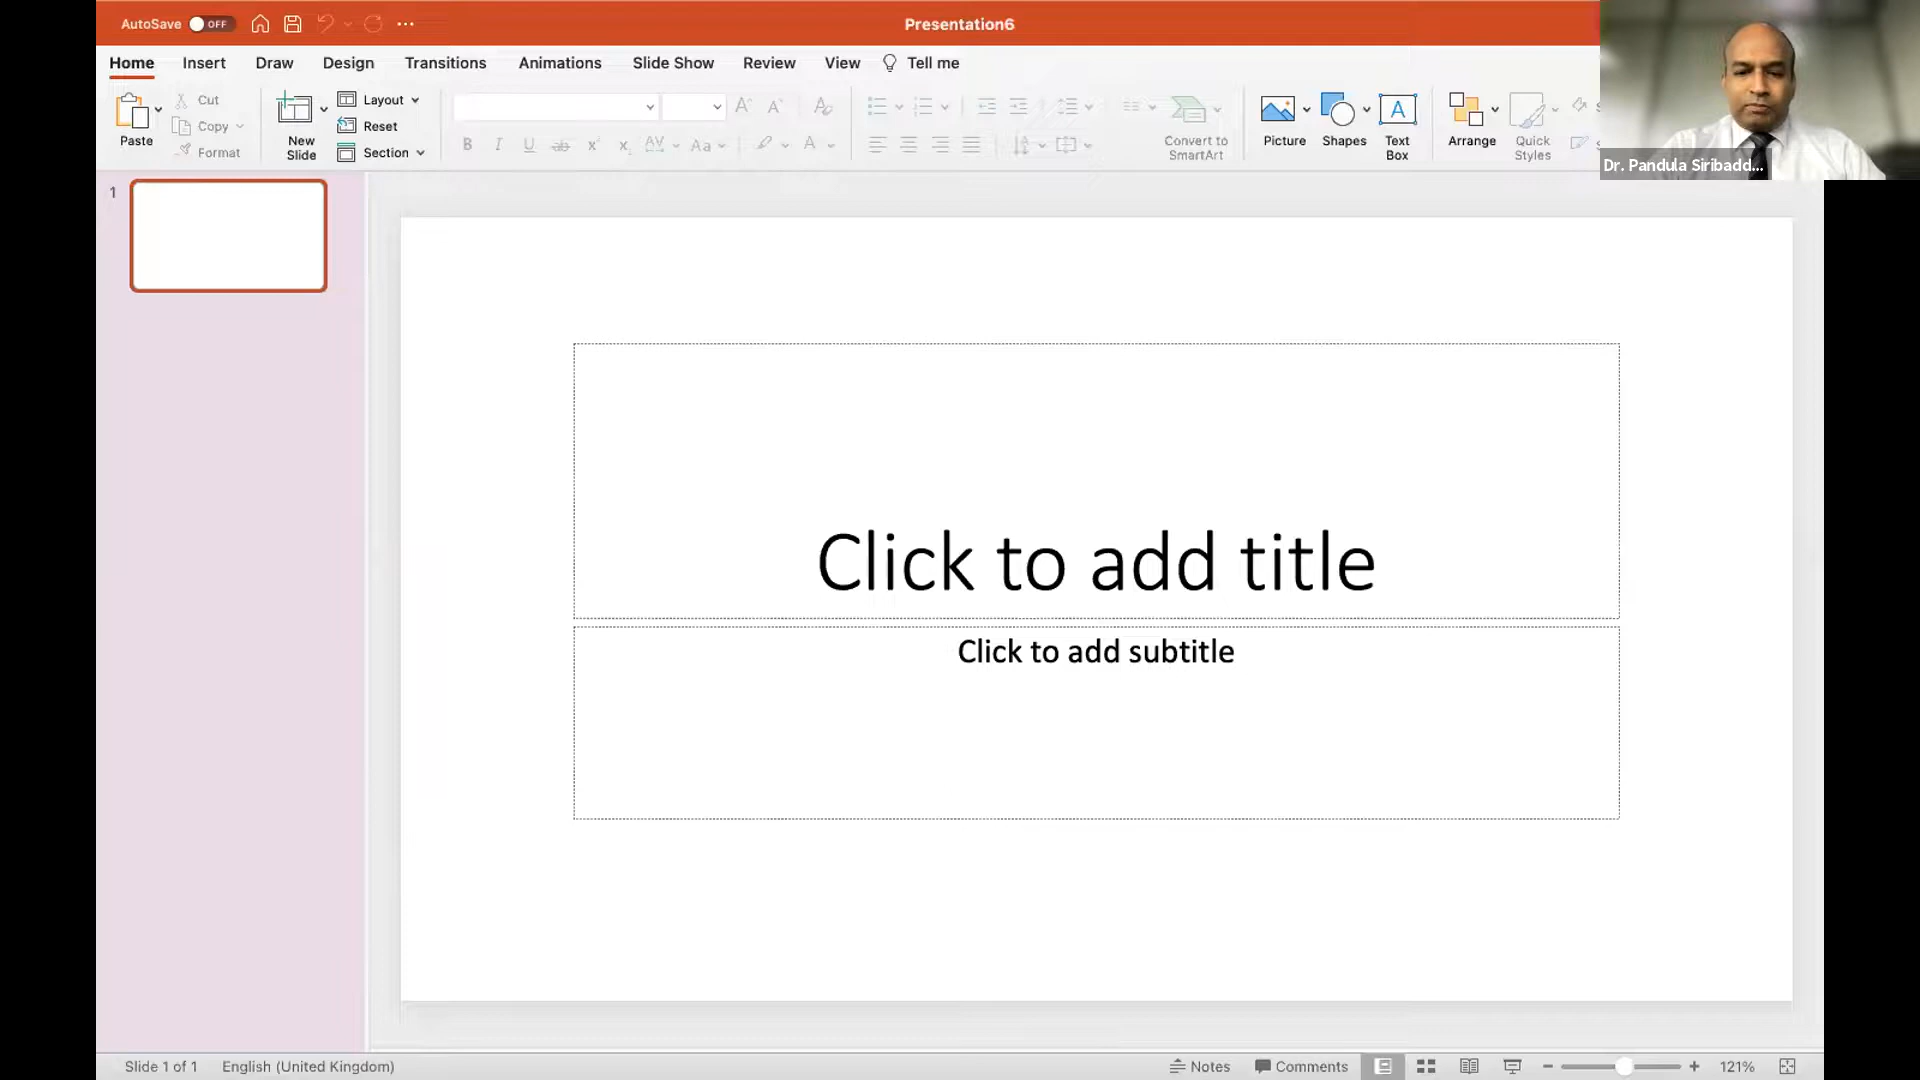 AutoSave OFF
Presentation6
Home Insert Draw Design Transitions Animations Slide Show Review View Tell me
Paste
Cut
Copy
Format
New
Slide
Layout
Reset
Section
Convert to
SmartArt
Picture
Shapes
Text
Box
Arrange
Quick
Styles
Dr. Pandula Siribadd...
1
Click to add title
Click to add subtitle
Slide 1 of 1 English (United Kingdom) Notes Comments 121%